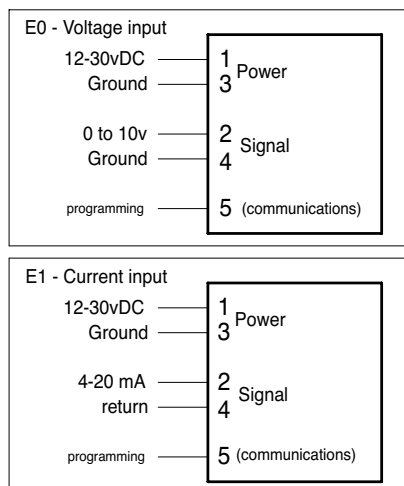 E0 - Voltage input
12-30vDC 1 Power
Ground 3
0 to 10v 2 Signal
Ground 4
programming 5 (communications)
E1 - Current input
12-30vDC 1 Power
Ground 3
4-20 mA 2 Signal
return 4
programming 5 (communications)